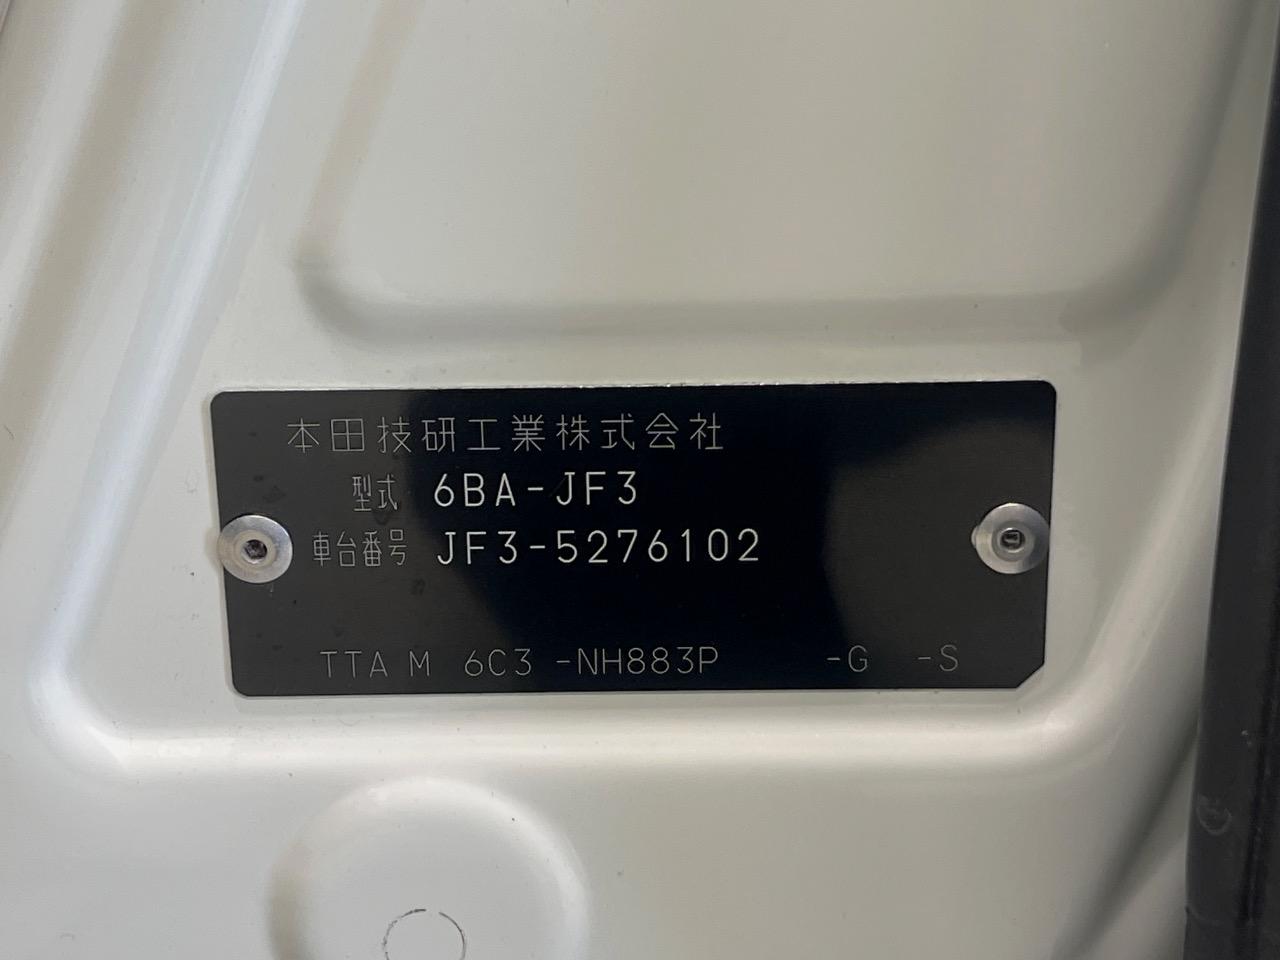 本田技研工業株式会社
型式 6BA-JF3
車台番号 JF3-5276102
TTA M 6C3 -NH883P -G -S